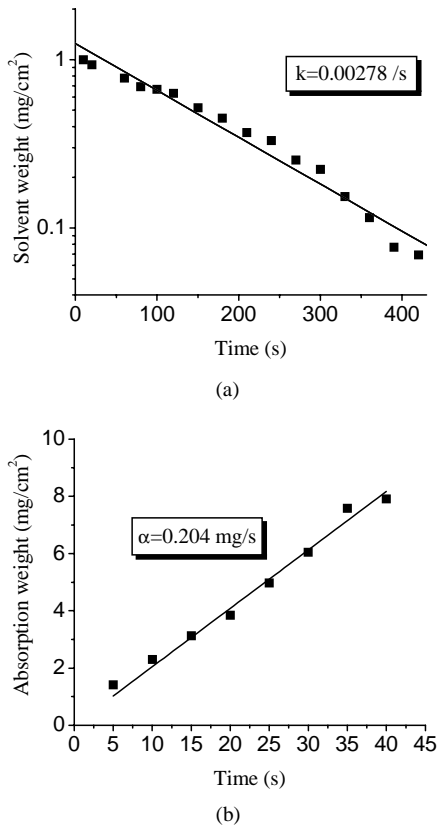 1
0.1
Solvent weight (mg/cm²)
k=0.00278 /s
0 100 200 300 400
Time (s)
(a)
10
8
6
4
2
0
Absorption weight (mg/cm²)
α=0.204 mg/s
0 5 10 15 20 25 30 35 40 45
Time (s)
(b)